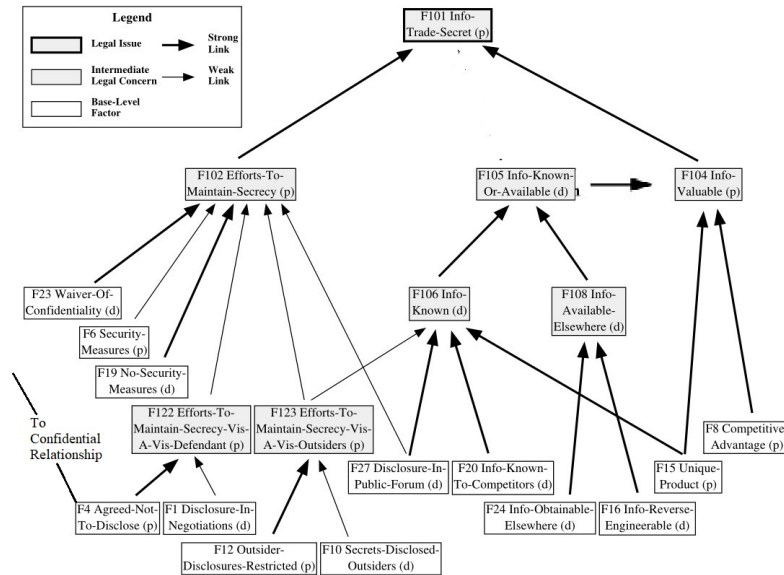 Legend
Legal Issue
Strong
Link
Intermediate
Legal Concern
Weak
Link
Base-Level
Factor
F101 Info-
Trade-Secret (p)
F102 Efforts-To-
Maintain-Secrecy (p)
F105 Info-Known-
Or-Available (d)
n
F104 Info-
Valuable (p)
F23 Waiver-Of-
Confidentiality (d)
F6 Security-
Measures (p)
F19 No-Security-
Measures (d)
F106 Info-
Known (d)
F108 Info-
Available-
Elsewhere (d)
To
Confidential
Relationship
F122 Efforts-To-
Maintain-Secrecy-Vis-
A-Vis-Defendant (p)
F123 Efforts-To-
Maintain-Secrecy-Vis-
A-Vis-Outsiders (p)
F8 Competitive-
Advantage (p)
F27 Disclosure-In-
Public-Forum (d)
F20 Info-Known-
To-Competitors (d)
F15 Unique-
Product (p)
F4 Agreed-Not-
To-Disclose (p)
F1 Disclosure-In-
Negotiations (d)
F24 Info-Obtainable-
Elsewhere (d)
F16 Info-Reverse-
Engineerable (d)
F12 Outsider-
Disclosures-Restricted (p)
F10 Secrets-Disclosed-
Outsiders (d)